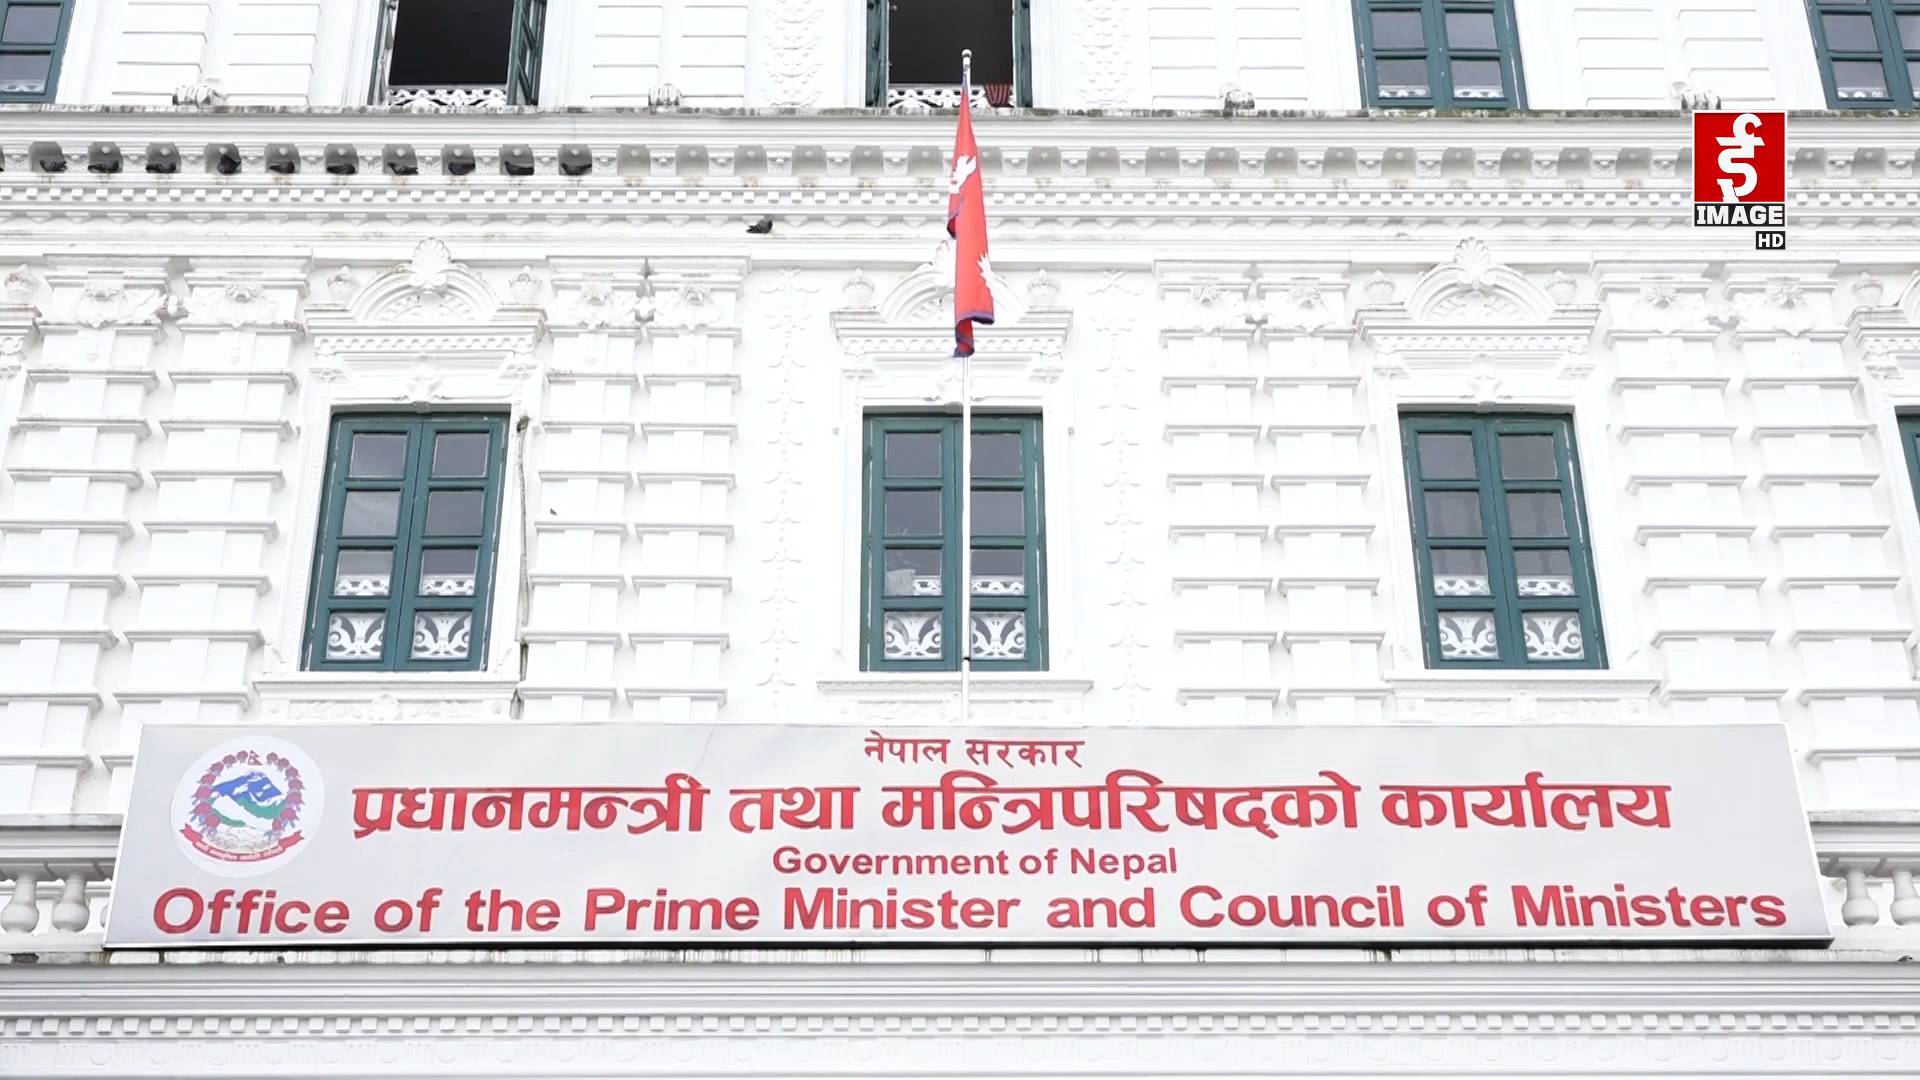 IMAGE
HD
नेपाल सरकार
प्रधानमन्त्री तथा मन्त्रिपरिषद्को कार्यालय
Government of Nepal
Office of the Prime Minister and Council of Ministers